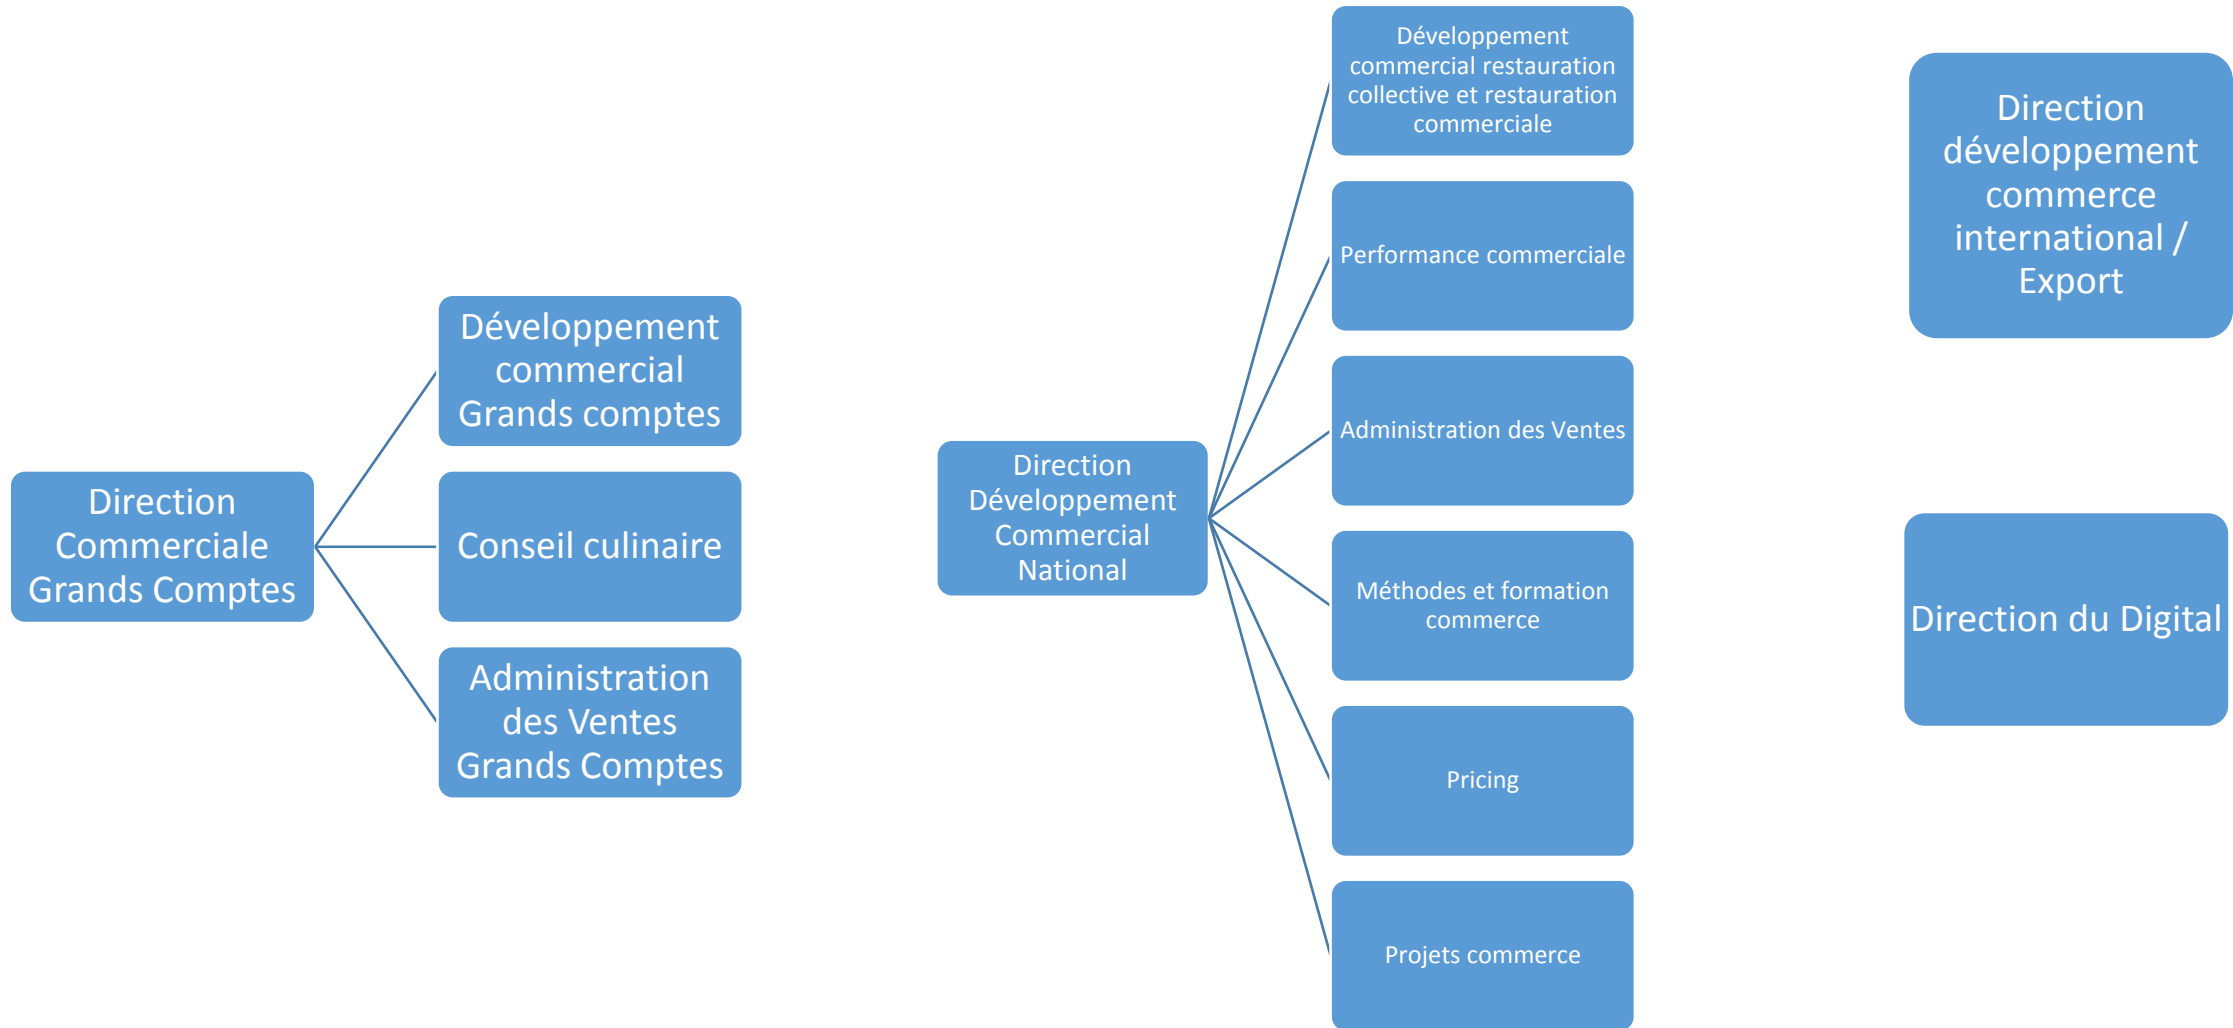 Direction
Commerciale
Grands Comptes
Développement
commercial
Grands comptes
Conseil culinaire
Administration
des Ventes
Grands Comptes
Direction
Développement
Commercial
National
Développement
commercial restauration
collective et restauration
commerciale
Performance commerciale
Administration des Ventes
Méthodes et formation
commerce
Pricing
Projets commerce
Direction
développement
commerce
international /
Export
Direction du Digital